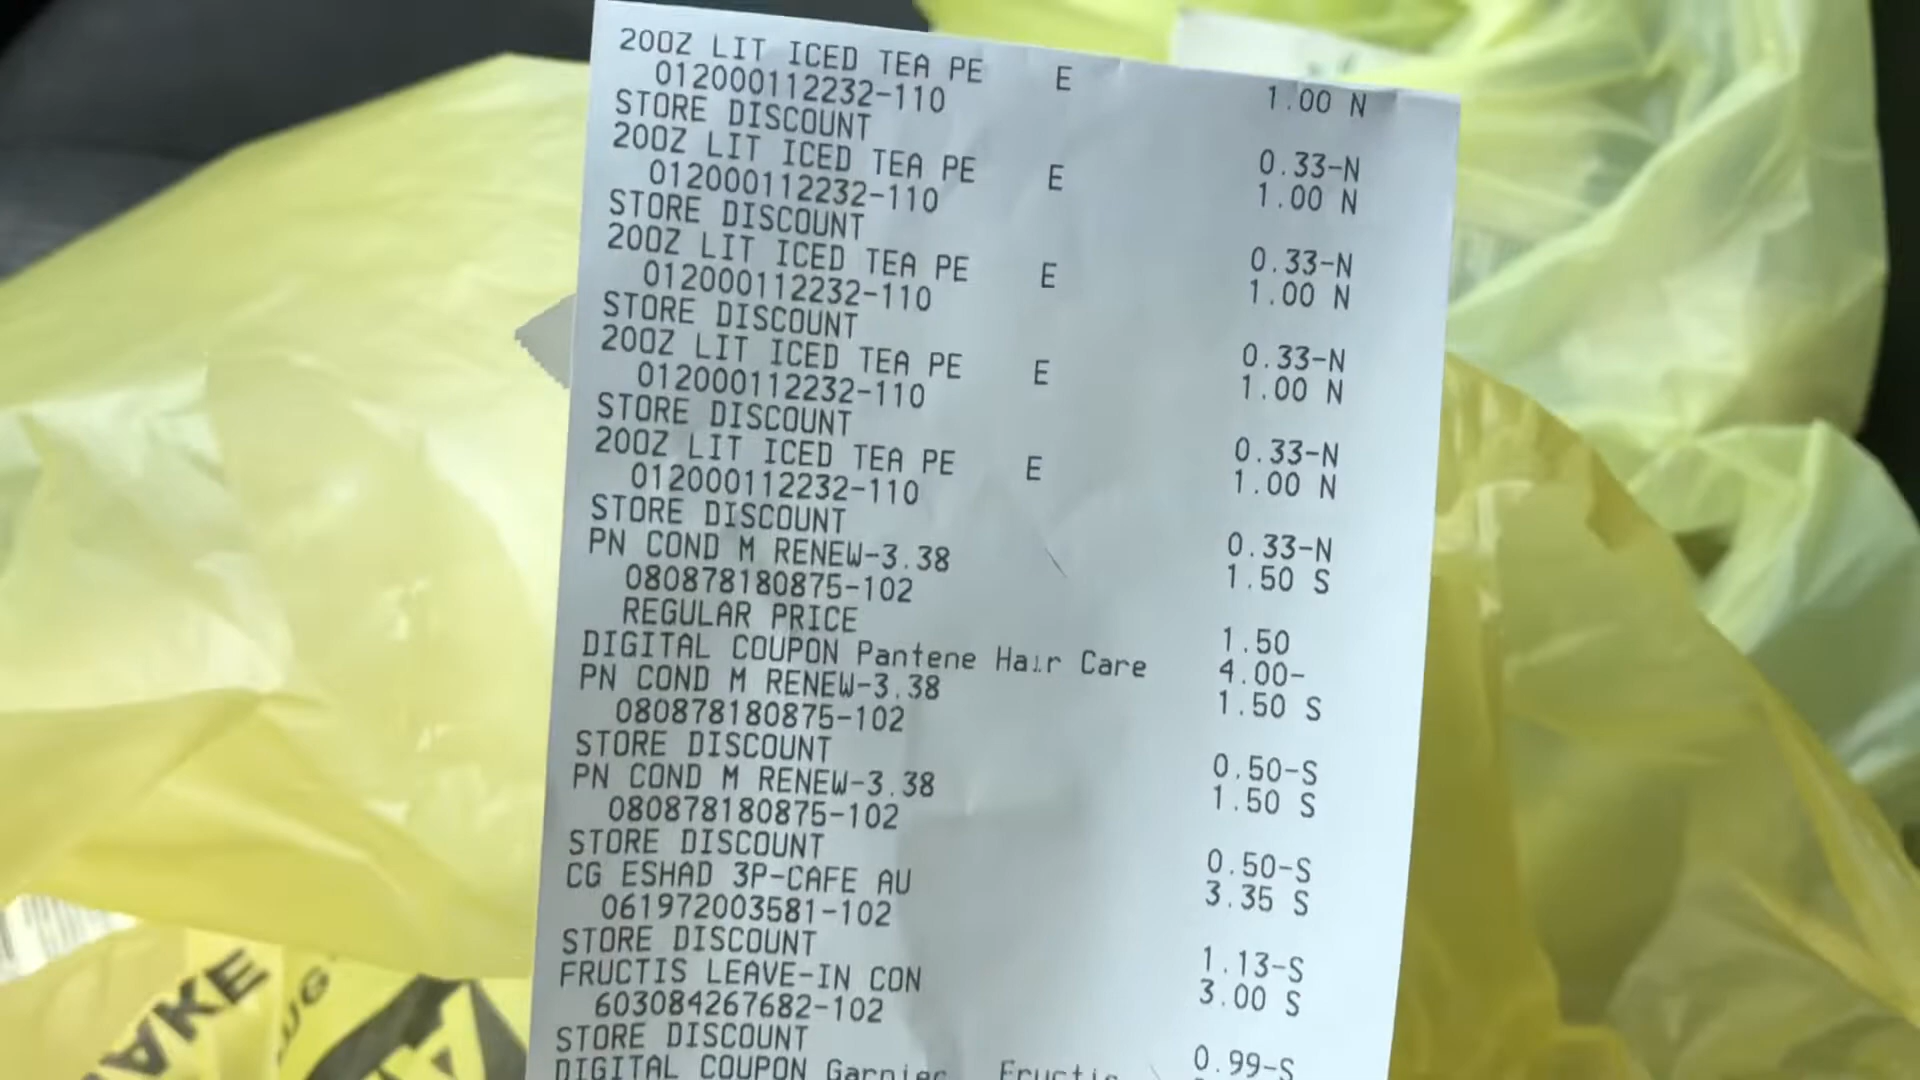 20OZ LIT ICED TEA PE E 1.00 N
012000112232-110
STORE DISCOUNT 0.33-N
20OZ LIT ICED TEA PE E 1.00 N
012000112232-110
STORE DISCOUNT 0.33-N
20OZ LIT ICED TEA PE E 1.00 N
012000112232-110
STORE DISCOUNT 0.33-N
20OZ LIT ICED TEA PE E 1.00 N
012000112232-110
STORE DISCOUNT 0.33-N
20OZ LIT ICED TEA PE E 1.00 N
012000112232-110
STORE DISCOUNT 0.33-N
PN COND M RENEW-3.38 1.50 S
080878180875-102
REGULAR PRICE 1.50
DIGITAL COUPON Pantene Hair Care 4.00-
PN COND M RENEW-3.38 1.50 S
080878180875-102
STORE DISCOUNT 0.50-S
PN COND M RENEW-3.38 1.50 S
080878180875-102
STORE DISCOUNT 0.50-S
CG ESHAD 3P-CAFE AU 3.35 S
061972003581-102
STORE DISCOUNT 1.13-S
FRUCTIS LEAVE-IN CON 3.00 S
603084267682-102
STORE DISCOUNT 0.99-S
DIGITAL COUPON Garnier Fructis